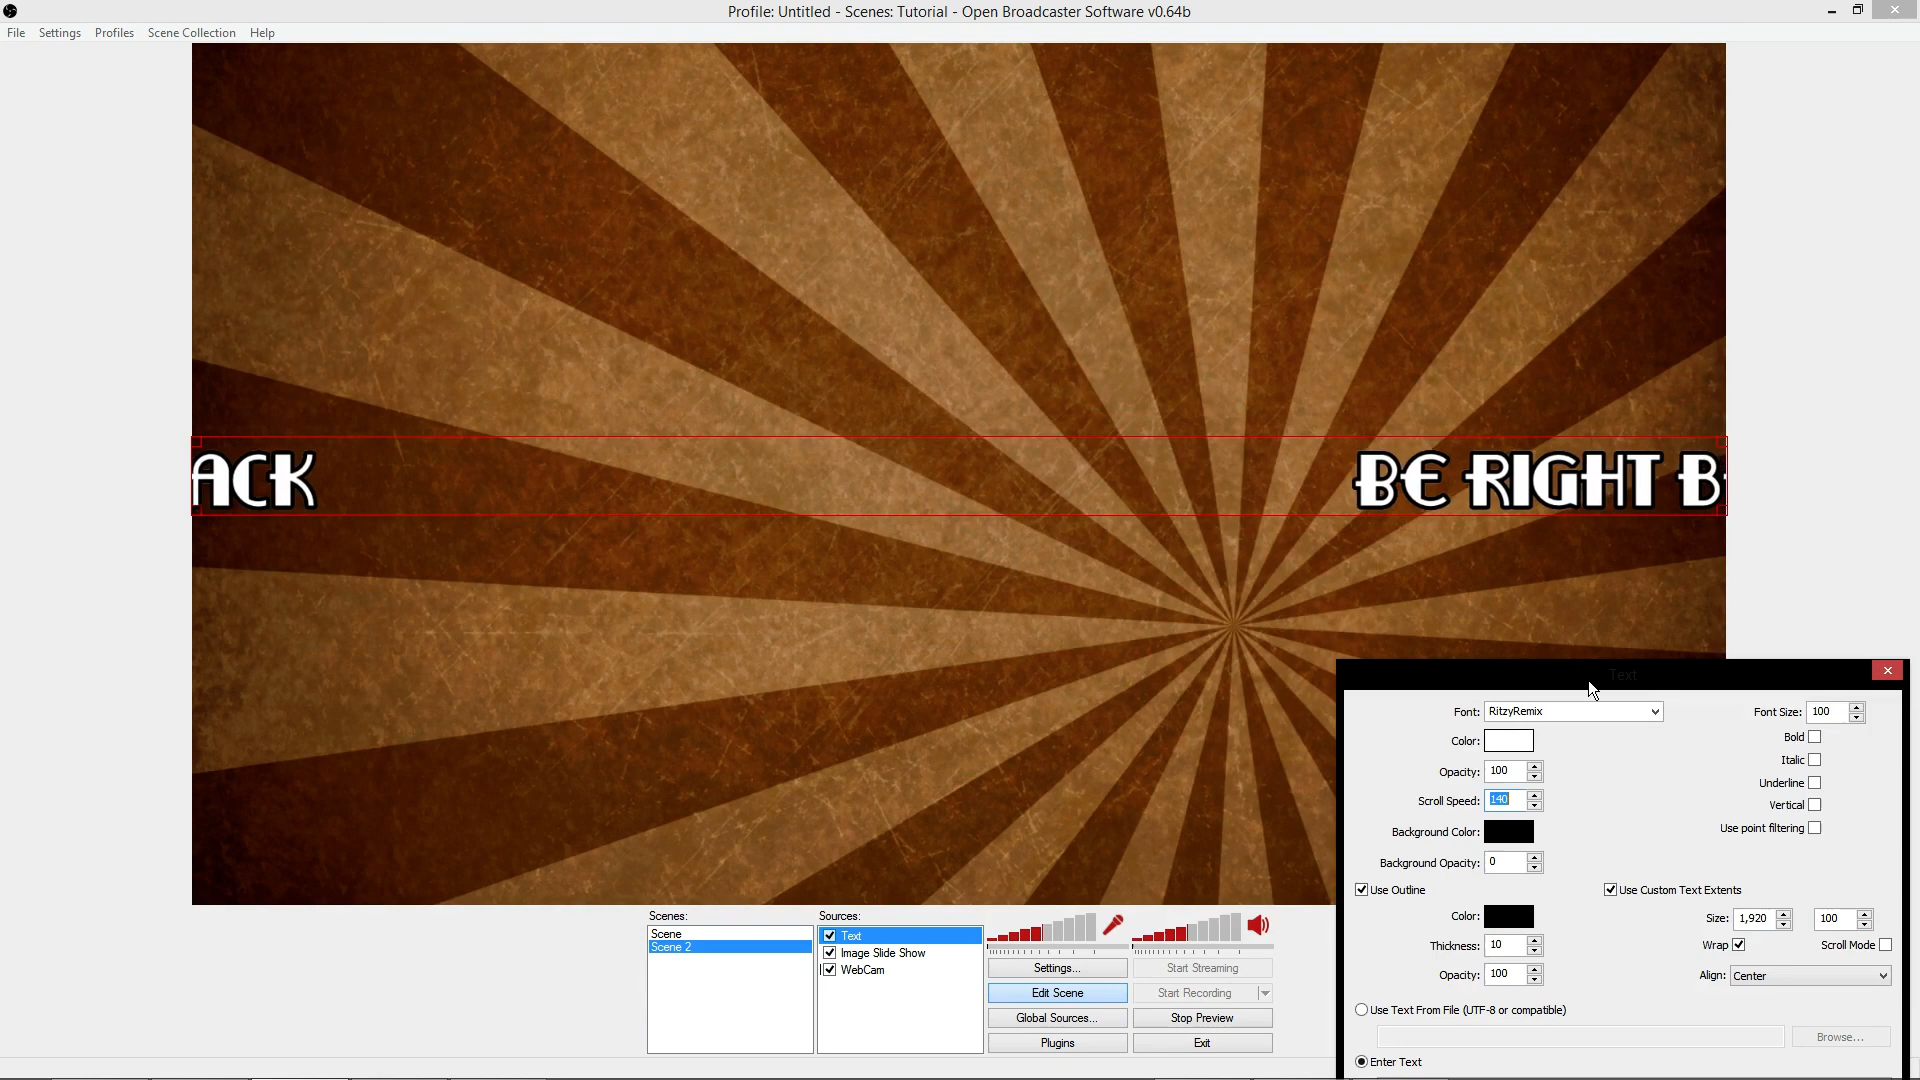 Profile: Untitled - Scenes: Tutorial - Open Broadcaster Software v0.64b
File Settings Profiles Scene Collection Help
ACK
BE RIGHT B
Text
Font: RitzyRemix
Font Size: 100
Color:
Bold
Opacity: 100
Italic
Underline
Scroll Speed: 140
Vertical
Background Color:
Use point filtering
Background Opacity: 0
Use Outline
Use Custom Text Extents
Color:
Size: 1,920 100
Thickness: 10
Wrap
Scroll Mode
Opacity: 100
Align: Center
Use Text From File (UTF-8 or compatible)
Browse...
Enter Text
Scenes:
Scene
Scene 2
Sources:
Text
Image Slide Show
WebCam
Settings...
Start Streaming
Edit Scene
Start Recording
Global Sources...
Stop Preview
Plugins
Exit